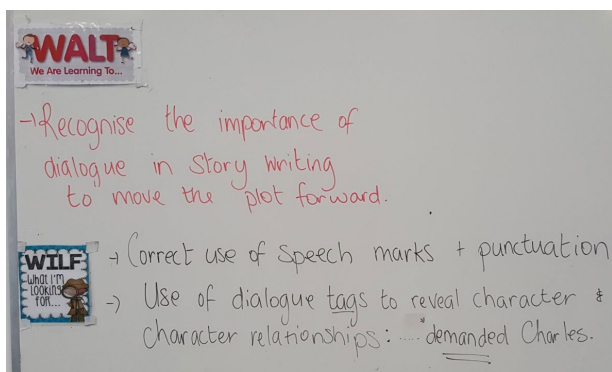 WALT
We Are Learning To...
→ Recognise the importance of
dialogue in Story Writing
to move the plot forward.
WILF
What I'm
LOOKING
FOR...
→ Correct use of speech marks + punctuation
→ Use of dialogue tags to reveal character &
character relationships: ...." demanded Charles.